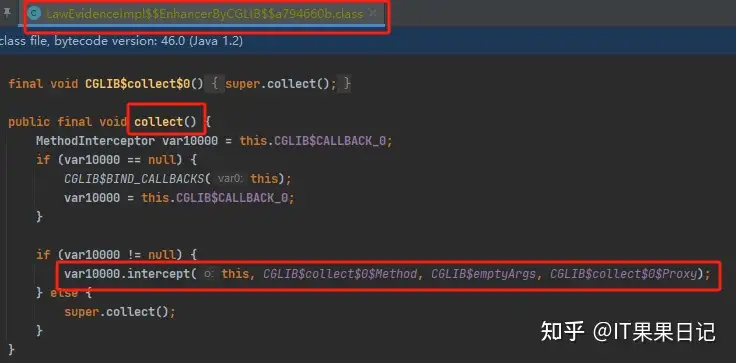 LawEvidenceImpl$$EnhancerByCGLIB$$a794660b.class
class file, bytecode version: 46.0 (Java 1.2)
final void CGLIB$collect$0() { super.collect(); }
public final void collect() {
MethodInterceptor var10000 = this.CGLIB$CALLBACK_0;
if (var10000 == null) {
CGLIB$BIND_CALLBACKS( var0: this);
var10000 = this.CGLIB$CALLBACK_0;
}
if (var10000 != null) {
var10000.intercept( o: this, CGLIB$collect$0$Method, CGLIB$emptyArgs, CGLIB$collect$0$Proxy);
} else {
super.collect();
}
}
知乎 @IT果果日记